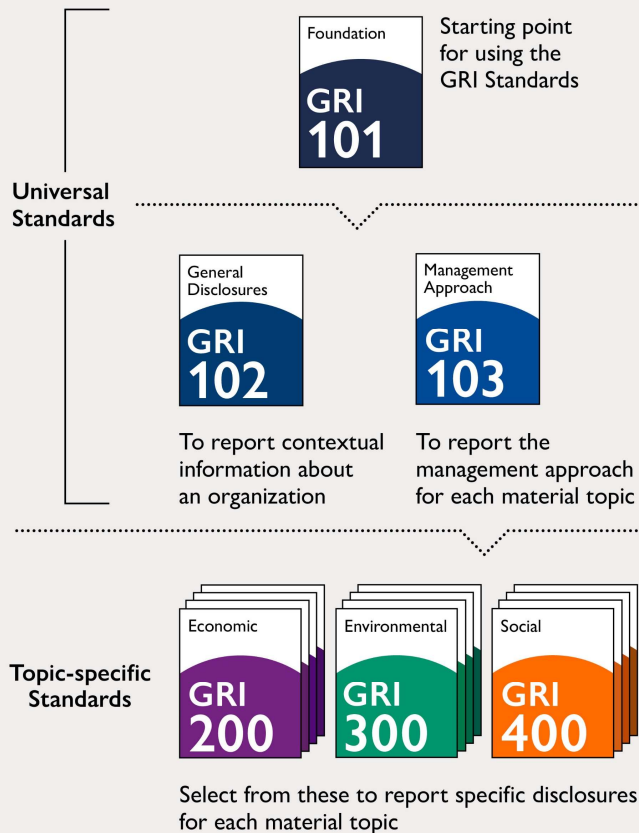 Foundation
GRI
101
Starting point
for using the
GRI Standards
Universal
Standards
General
Disclosures
GRI
102
Management
Approach
GRI
103
To report contextual
information about
an organization
To report the
management approach
for each material topic
Topic-specific
Standards
Economic
GRI
200
Environmental
GRI
300
Social
GRI
400
Select from these to report specific disclosures
for each material topic